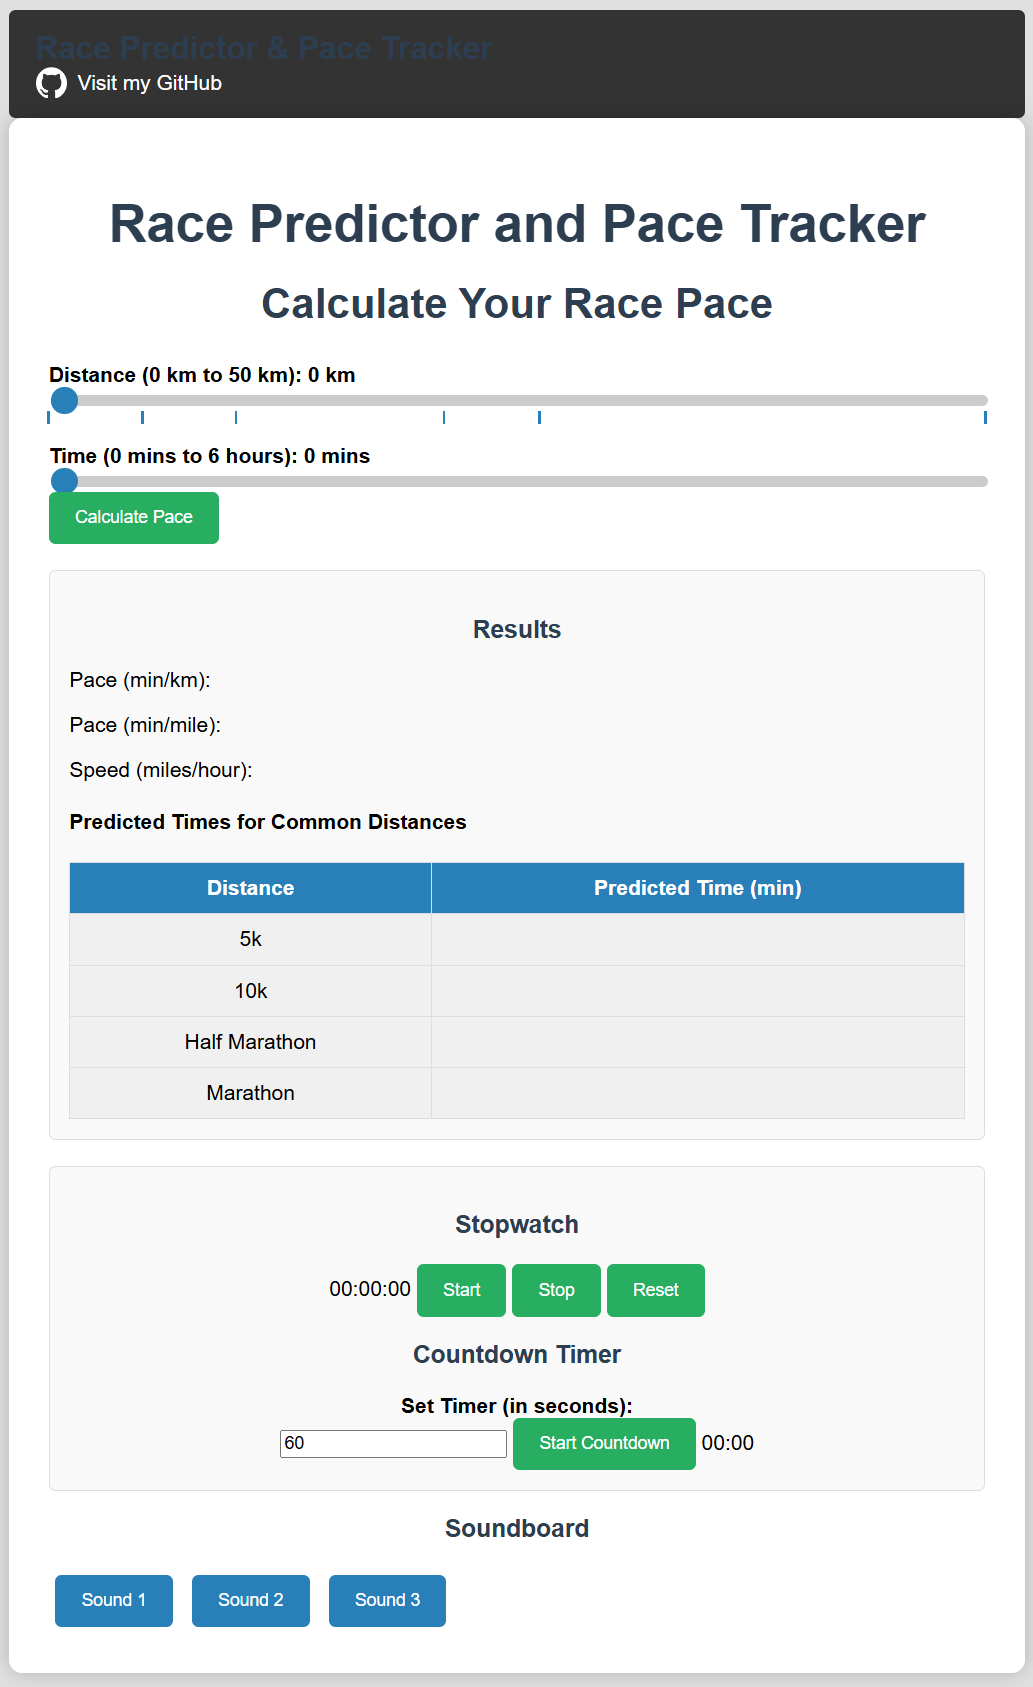 Race Predictor & Pace Tracker
Visit my GitHub
Race Predictor and Pace Tracker
Calculate Your Race Pace
Distance (0 km to 50 km): 0 km
Time (0 mins to 6 hours): 0 mins
Calculate Pace
Results
Pace (min/km):
Pace (min/mile):
Speed (miles/hour):
Predicted Times for Common Distances
Distance Predicted Time (min)
5k
10k
Half Marathon
Marathon
Stopwatch
00:00:00 Start Stop Reset
Countdown Timer
Set Timer (in seconds):
60 Start Countdown 00:00
Soundboard
Sound 1 Sound 2 Sound 3